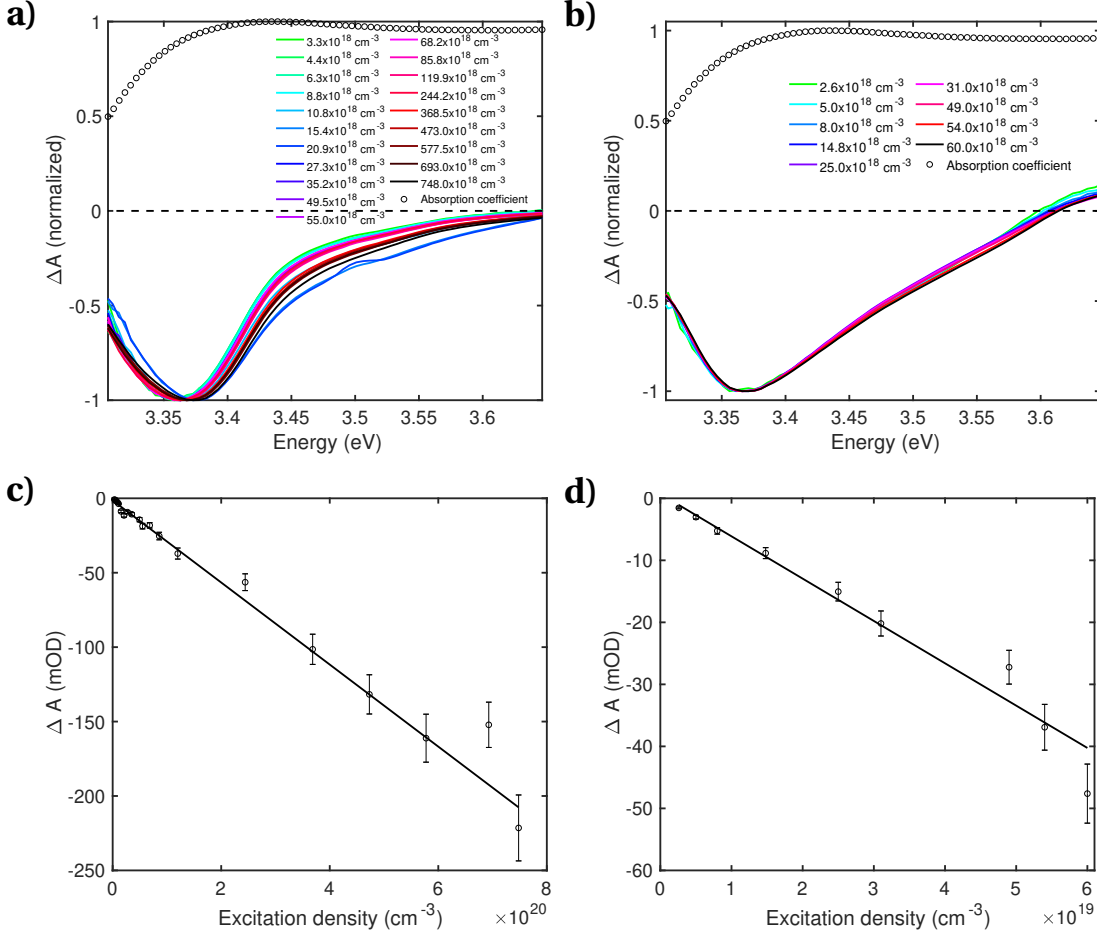 a)
ΔA (normalized)
1
0.5
0
-0.5
-1
3.3x10^18 cm^-3
4.4x10^18 cm^-3
6.3x10^18 cm^-3
8.8x10^18 cm^-3
10.8x10^18 cm^-3
15.4x10^18 cm^-3
20.9x10^18 cm^-3
27.3x10^18 cm^-3
35.2x10^18 cm^-3
49.5x10^18 cm^-3
55.0x10^18 cm^-3
68.2x10^18 cm^-3
85.8x10^18 cm^-3
119.9x10^18 cm^-3
244.2x10^18 cm^-3
368.5x10^18 cm^-3
473.0x10^18 cm^-3
577.5x10^18 cm^-3
693.0x10^18 cm^-3
748.0x10^18 cm^-3
Absorption coefficient
3.35 3.4 3.45 3.5 3.55 3.6
Energy (eV)
b)
ΔA (normalized)
1
0.5
0
-0.5
-1
2.6x10^18 cm^-3
5.0x10^18 cm^-3
8.0x10^18 cm^-3
14.8x10^18 cm^-3
25.0x10^18 cm^-3
31.0x10^18 cm^-3
49.0x10^18 cm^-3
54.0x10^18 cm^-3
60.0x10^18 cm^-3
Absorption coefficient
3.35 3.4 3.45 3.5 3.55 3.6
Energy (eV)
c)
Δ A (mOD)
0
-50
-100
-150
-200
-250
0 2 4 6 8
Excitation density (cm^-3)
×10^20
d)
Δ A (mOD)
0
-10
-20
-30
-40
-50
-60
0 1 2 3 4 5 6
Excitation density (cm^-3)
×10^19